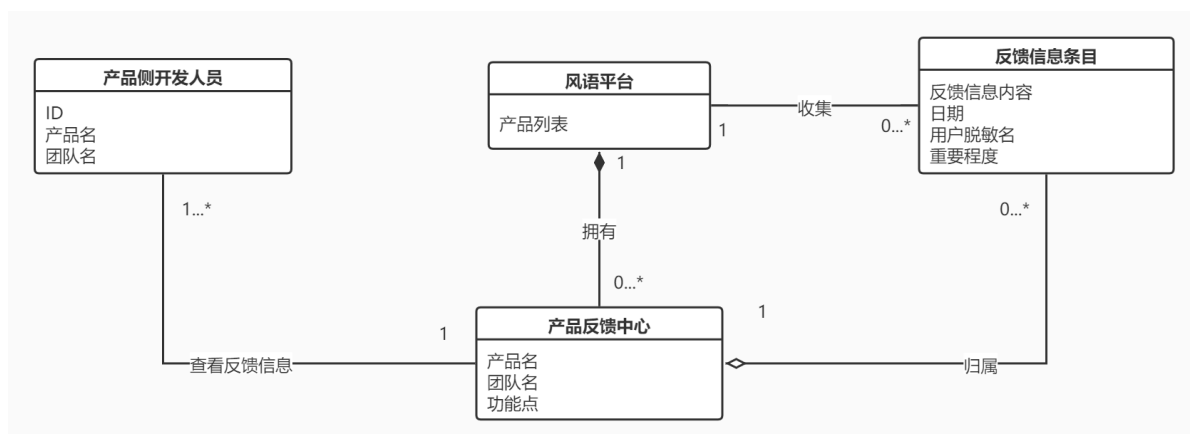 产品侧开发人员
ID
产品名
团队名
风语平台
产品列表
反馈信息条目
反馈信息内容
日期
用户脱敏名
重要程度
收集
1
0...*
1
拥有
0...*
1...*
0...*
产品反馈中心
产品名
团队名
功能点
1
查看反馈信息
1
归属